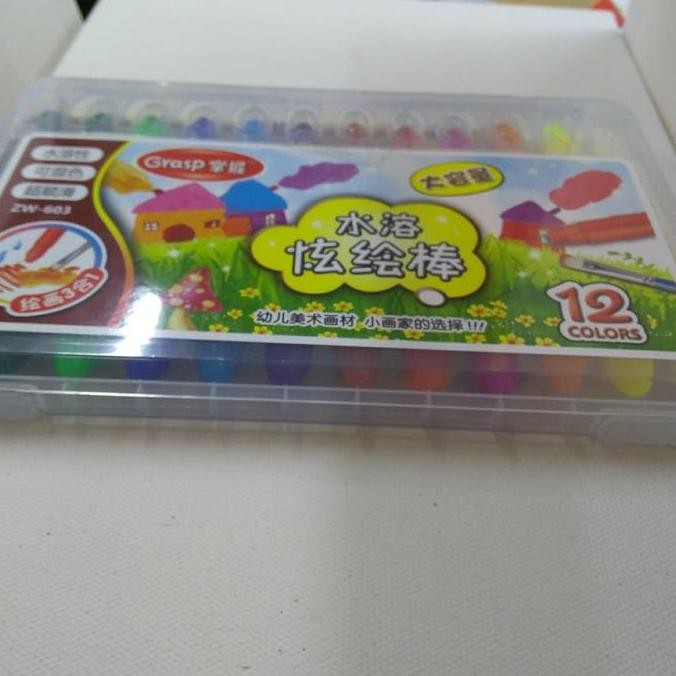 水溶性
可混色
超顺滑
ZW-603
绘画3合1
Grasp 掌握
大容量
水溶
炫绘棒
幼儿美术画材 小画家的选择!!!
12
COLORS